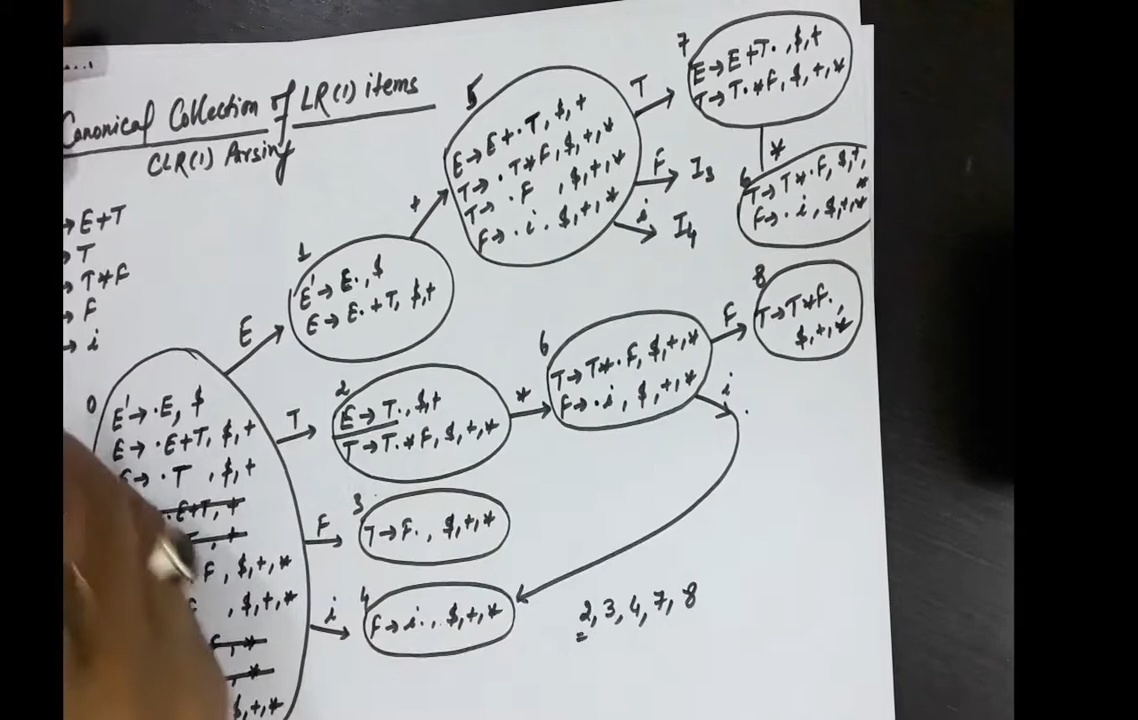 Canonical Collection of LR(1) items
CLR(1) Parsing
→ E+T
→ T
→ T*F
→ F
→ i
0
E' → ·E, $
E → ·E+T, $,+
→ ·T , $,+
·E+T, +
, +
F, $,+,*
, $,+,*
, *
, *
$,+,*
E
1
E' → E·, $
E → E·+T, $,+
T
2
E → T·, $,+
T → T·*F, $,+,*
F
3
T → F· , $,+,*
i
4
F → i·, $,+,*
+
5
E → E+·T, $,+
T → ·T*F, $,+,*
T → ·F , $,+,*
F → ·i, $,+,*
T
F
I3
i
I4
7
E → E+T· , $,+
T → T·*F, $,+,*
*
6
T → T*·F, $,+,*
F → ·i, $,+,*
*
6
T → T*·F, $,+,*
F → ·i, $,+,*
F
8
T → T*F·,
$,+,*
i
2, 3, 4, 7, 8